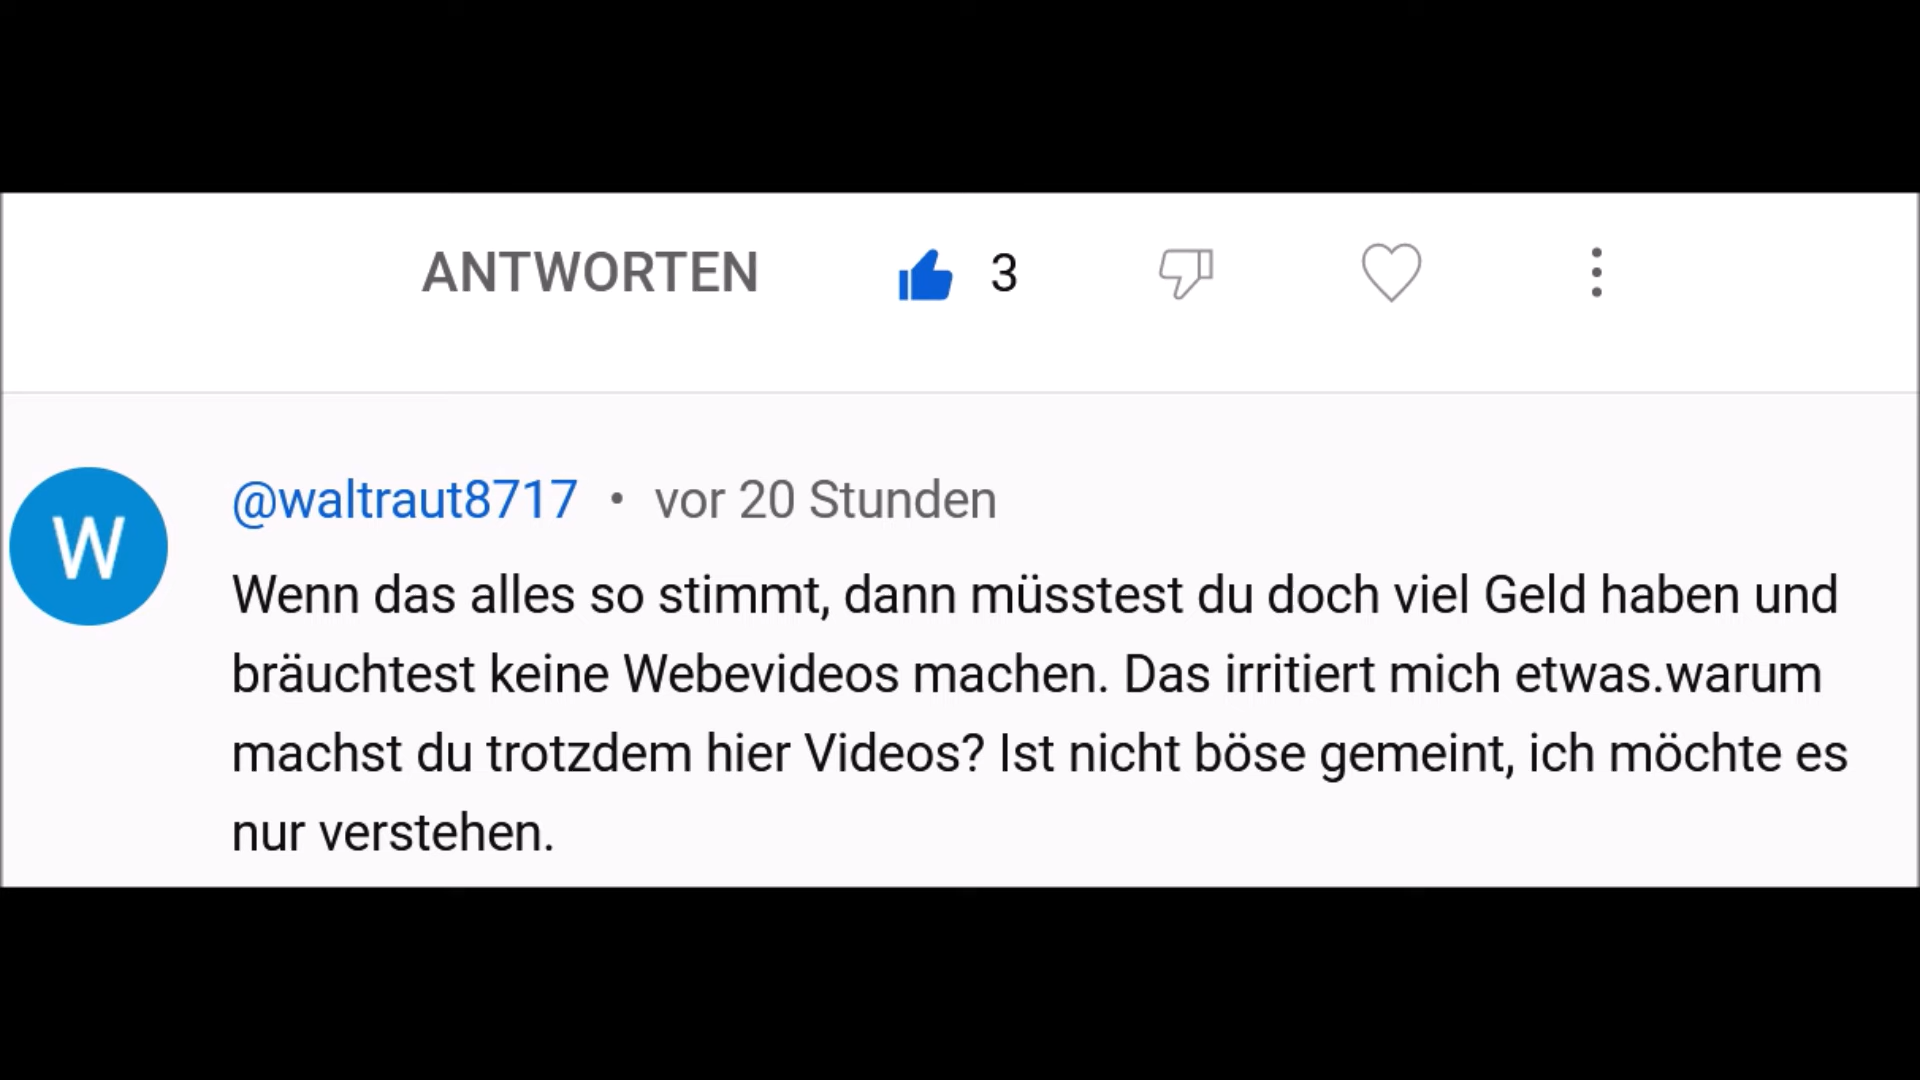 ANTWORTEN 3
@waltraut8717 • vor 20 Stunden
Wenn das alles so stimmt, dann müsstest du doch viel Geld haben und
bräuchtest keine Webevideos machen. Das irritiert mich etwas.warum
machst du trotzdem hier Videos? Ist nicht böse gemeint, ich möchte es
nur verstehen.
W